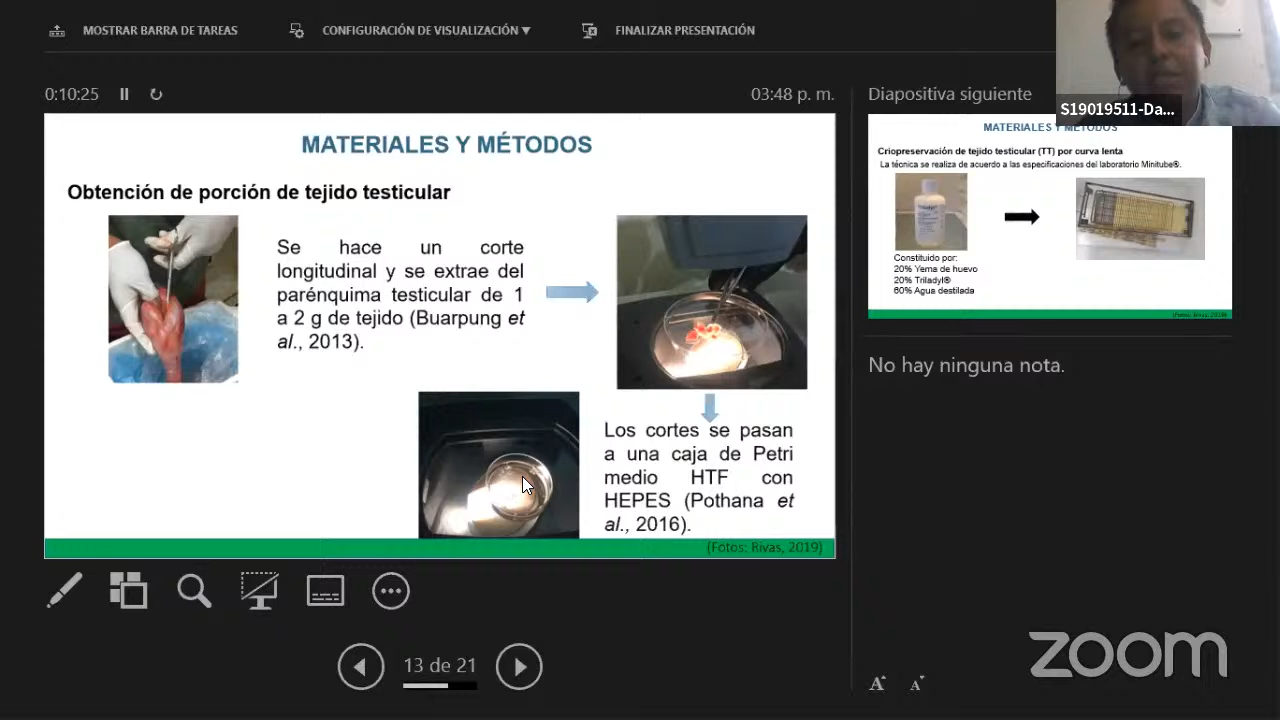 MOSTRAR BARRA DE TAREAS
CONFIGURACIÓN DE VISUALIZACIÓN ▼
FINALIZAR PRESENTACIÓN
0:10:25
03:48 p. m.
MATERIALES Y MÉTODOS
Obtención de porción de tejido testicular
Se hace un corte
longitudinal y se extrae del
parénquima testicular de 1
a 2 g de tejido (Buarpung et
al., 2013).
Los cortes se pasan
a una caja de Petri
medio HTF con
HEPES (Pothana et
al., 2016).
(Fotos: Rivas, 2019)
13 de 21
Diapositiva siguiente
S19019511-Da...
MATERIALES Y METODOS
Criopreservación de tejido testicular (TT) por curva lenta
La técnica se realiza de acuerdo a las especificaciones del laboratorio Minitube®.
Triladyl
Constituido por:
20% Yema de huevo
20% Triladyl®
60% Agua destilada
(Fotos: Rivas, 2019)
No hay ninguna nota.
A A
zoom